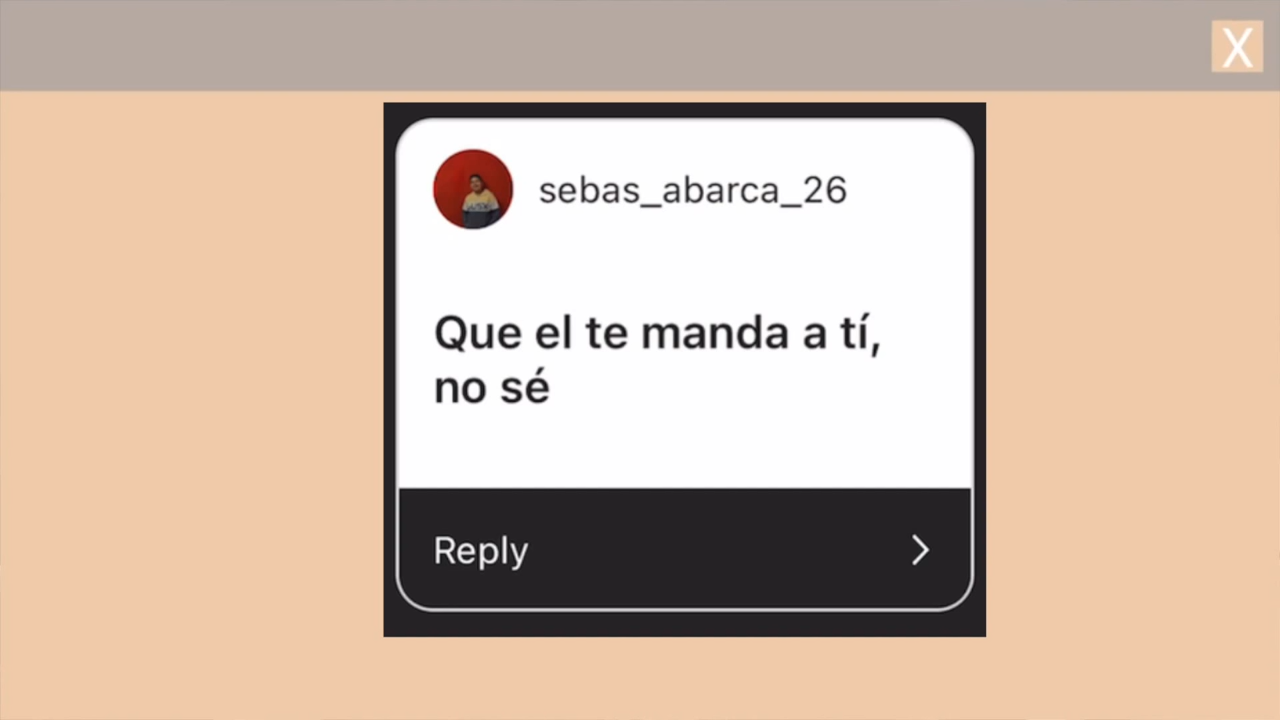 X
sebas_abarca_26
Que el te manda a tí,
no sé
Reply